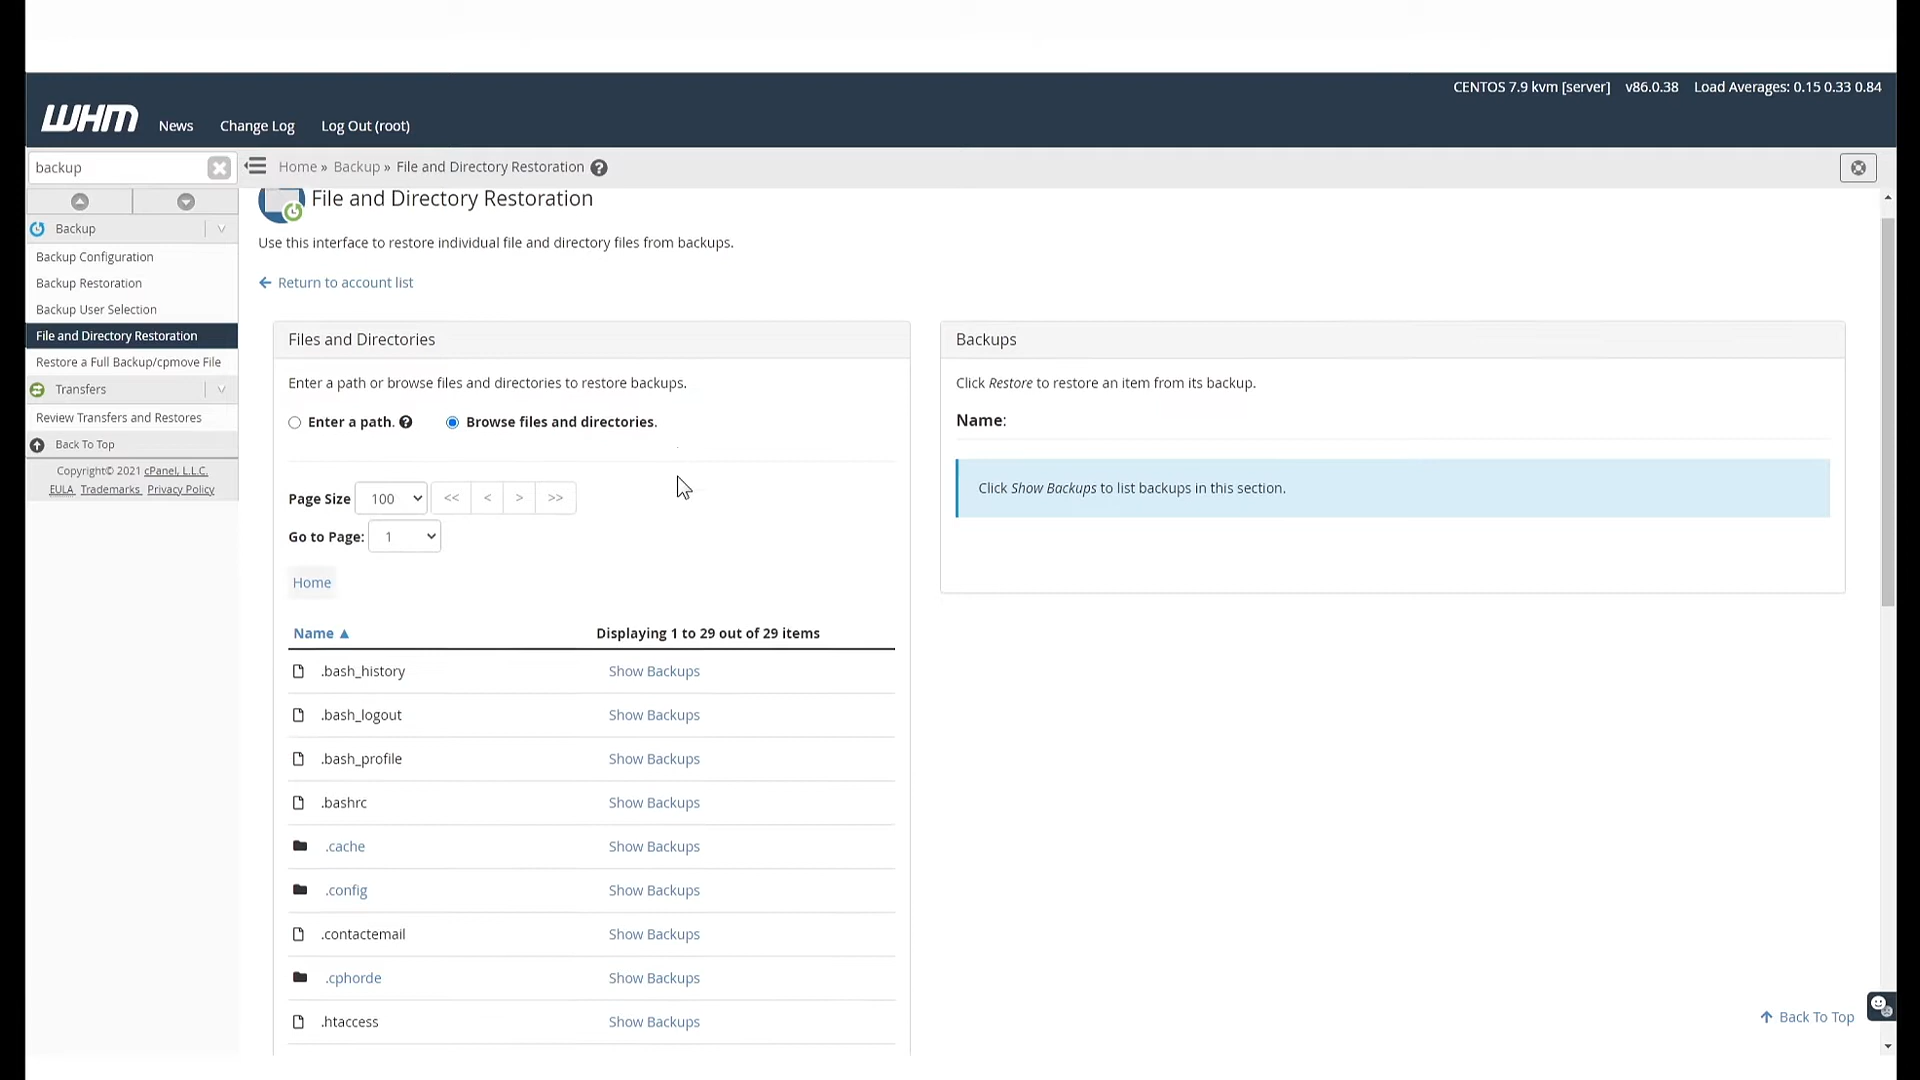 CENTOS 7.9 kvm [server] v86.0.38 Load Averages: 0.15 0.33 0.84
WHM News Change Log Log Out (root)
backup
Home » Backup » File and Directory Restoration
Backup
Backup Configuration
Backup Restoration
Backup User Selection
File and Directory Restoration
Restore a Full Backup/cpmove File
Transfers
Review Transfers and Restores
Back To Top
Copyright© 2021 cPanel, L.L.C.
EULA Trademarks Privacy Policy
File and Directory Restoration
Use this interface to restore individual file and directory files from backups.
Return to account list
Files and Directories
Enter a path or browse files and directories to restore backups.
Enter a path. Browse files and directories.
Page Size 100 << < > >>
Go to Page: 1
Home
Name Displaying 1 to 29 out of 29 items
.bash_history Show Backups
.bash_logout Show Backups
.bash_profile Show Backups
.bashrc Show Backups
.cache Show Backups
.config Show Backups
.contactemail Show Backups
.cphorde Show Backups
.htaccess Show Backups
Backups
Click Restore to restore an item from its backup.
Name:
Click Show Backups to list backups in this section.
Back To Top